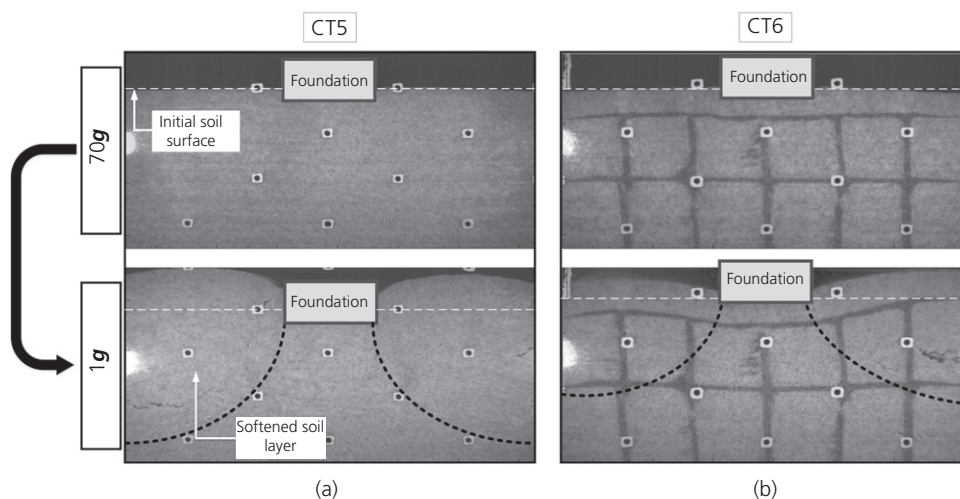 CT5
CT6
70g
Foundation
Initial soil
surface
Foundation
1g
Foundation
Softened soil
layer
Foundation
(a)
(b)